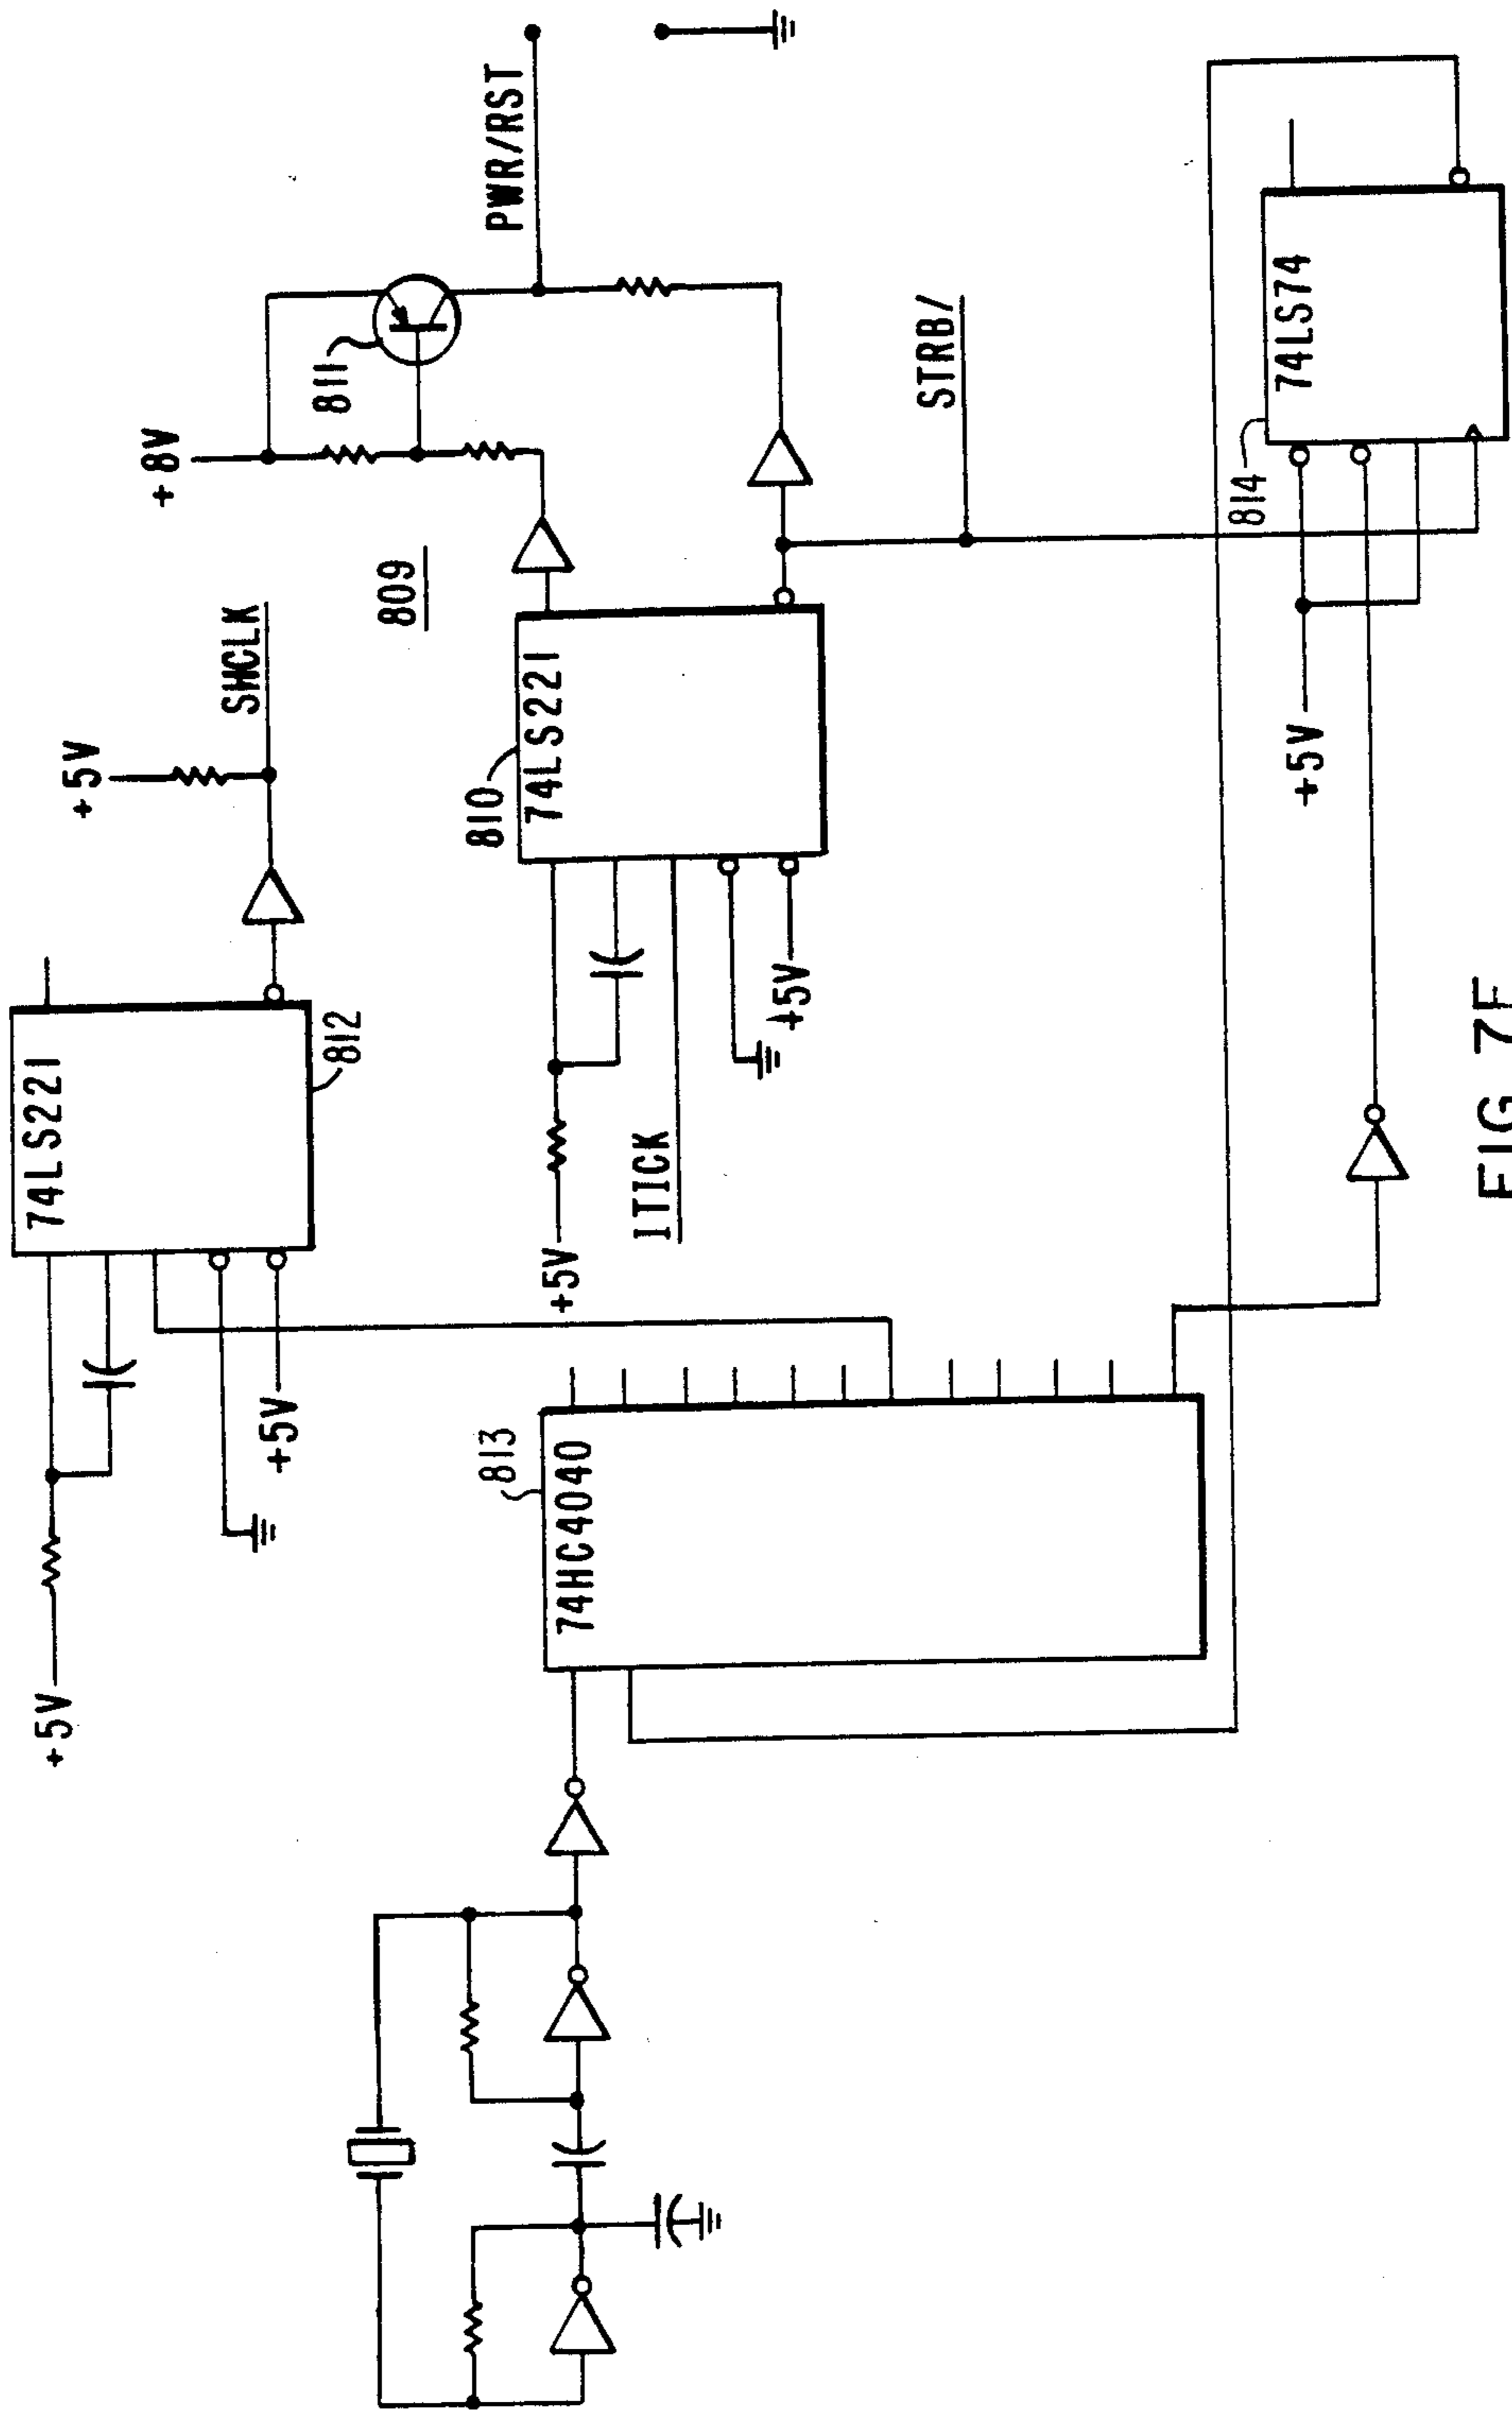 +5V
74LS221
+5V
+8V
SHCLK
+5V
812
811
809
813
810
PWR/RST
+5V
74HC4040
74LS221
ITICK
+5V
STRB/
814
74LS74
+5V
FIG 7F